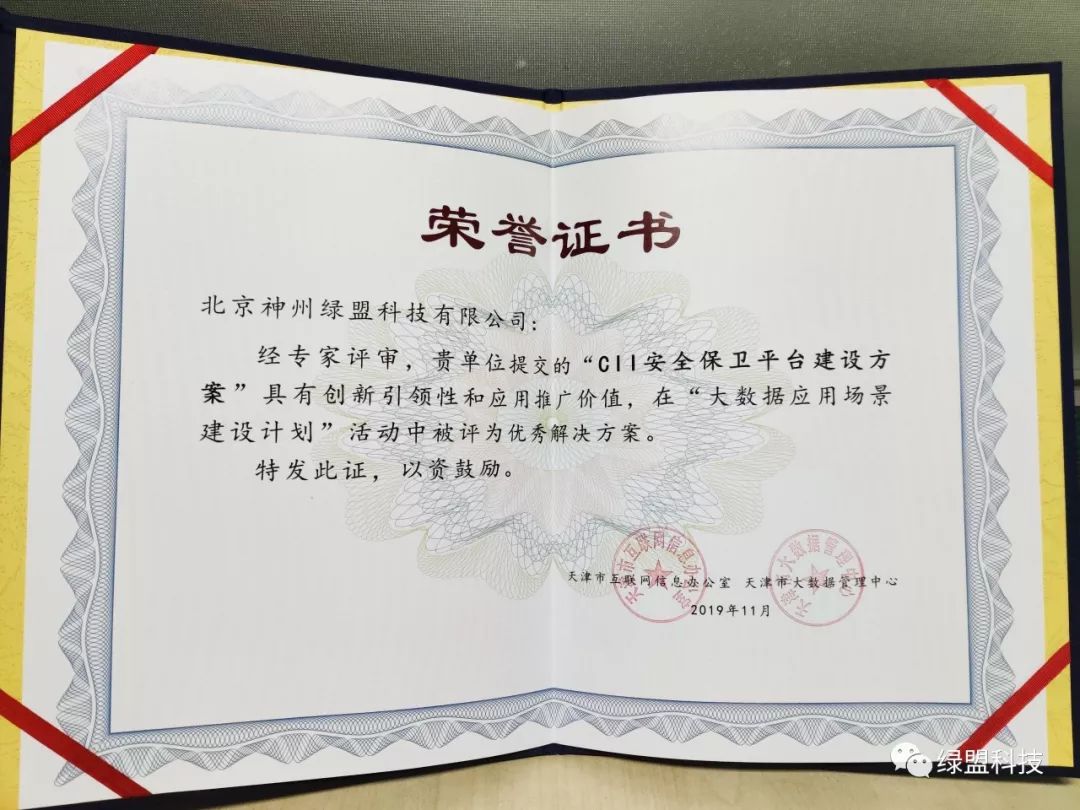 荣誉证书
北京神州绿盟科技有限公司:
经专家评审，贵单位提交的“CII安全保卫平台建设方
案”具有创新引领性和应用推广价值，在“大数据应用场景
建设计划”活动中被评为优秀解决方案。
特发此证，以资鼓励。
天津市互联网信息办公室 天津市大数据管理中心
2019年11月
天津市互联网信息办公室
天津市大数据管理中心
绿盟科技